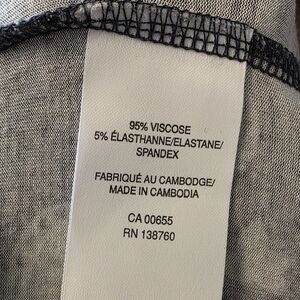 95% VISCOSE
5% ÉLASTHANNE/ELASTANE/
SPANDEX
FABRIQUÉ AU CAMBODGE/
MADE IN CAMBODIA
CA 00655
RN 138760